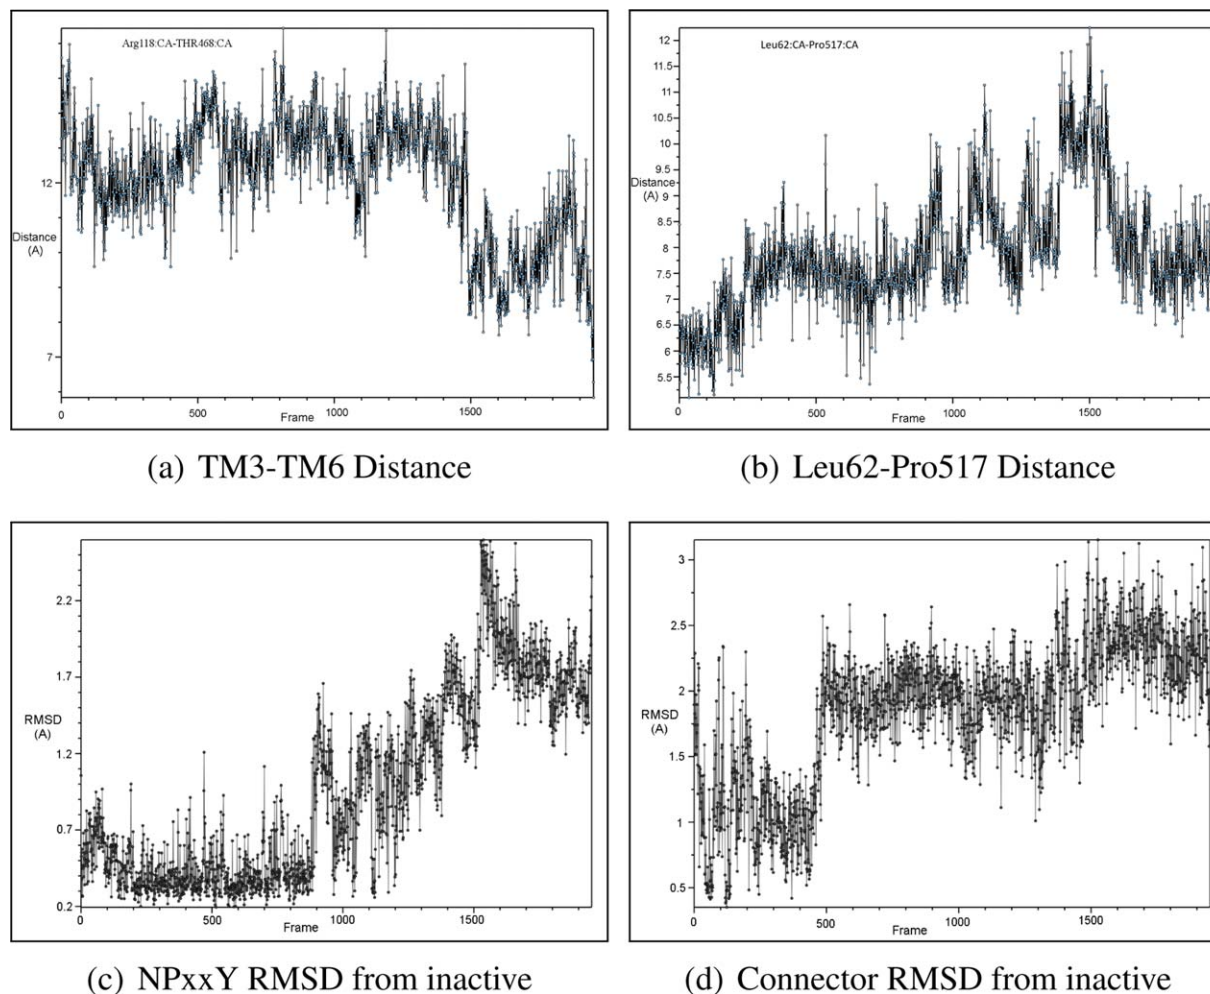 Arg118:CA-THR468:CA
12
Distance
(A)
7
0 500 1000 1500
Frame
(a) TM3-TM6 Distance
Leu62:CA-Pro517:CA
12
11.5
11
10.5
10
9.5
Distance
(A) 9
8.5
8
7.5
7
6.5
6
5.5
0 500 1000 1500
Frame
(b) Leu62-Pro517 Distance
2.2
1.7
RMSD
(A)
1.2
0.7
0.2
0 500 1000 1500
Frame
(c) NPxxY RMSD from inactive
3
2.5
2
RMSD
(A)
1.5
1
0.5
0 500 1000 1500
Frame
(d) Connector RMSD from inactive